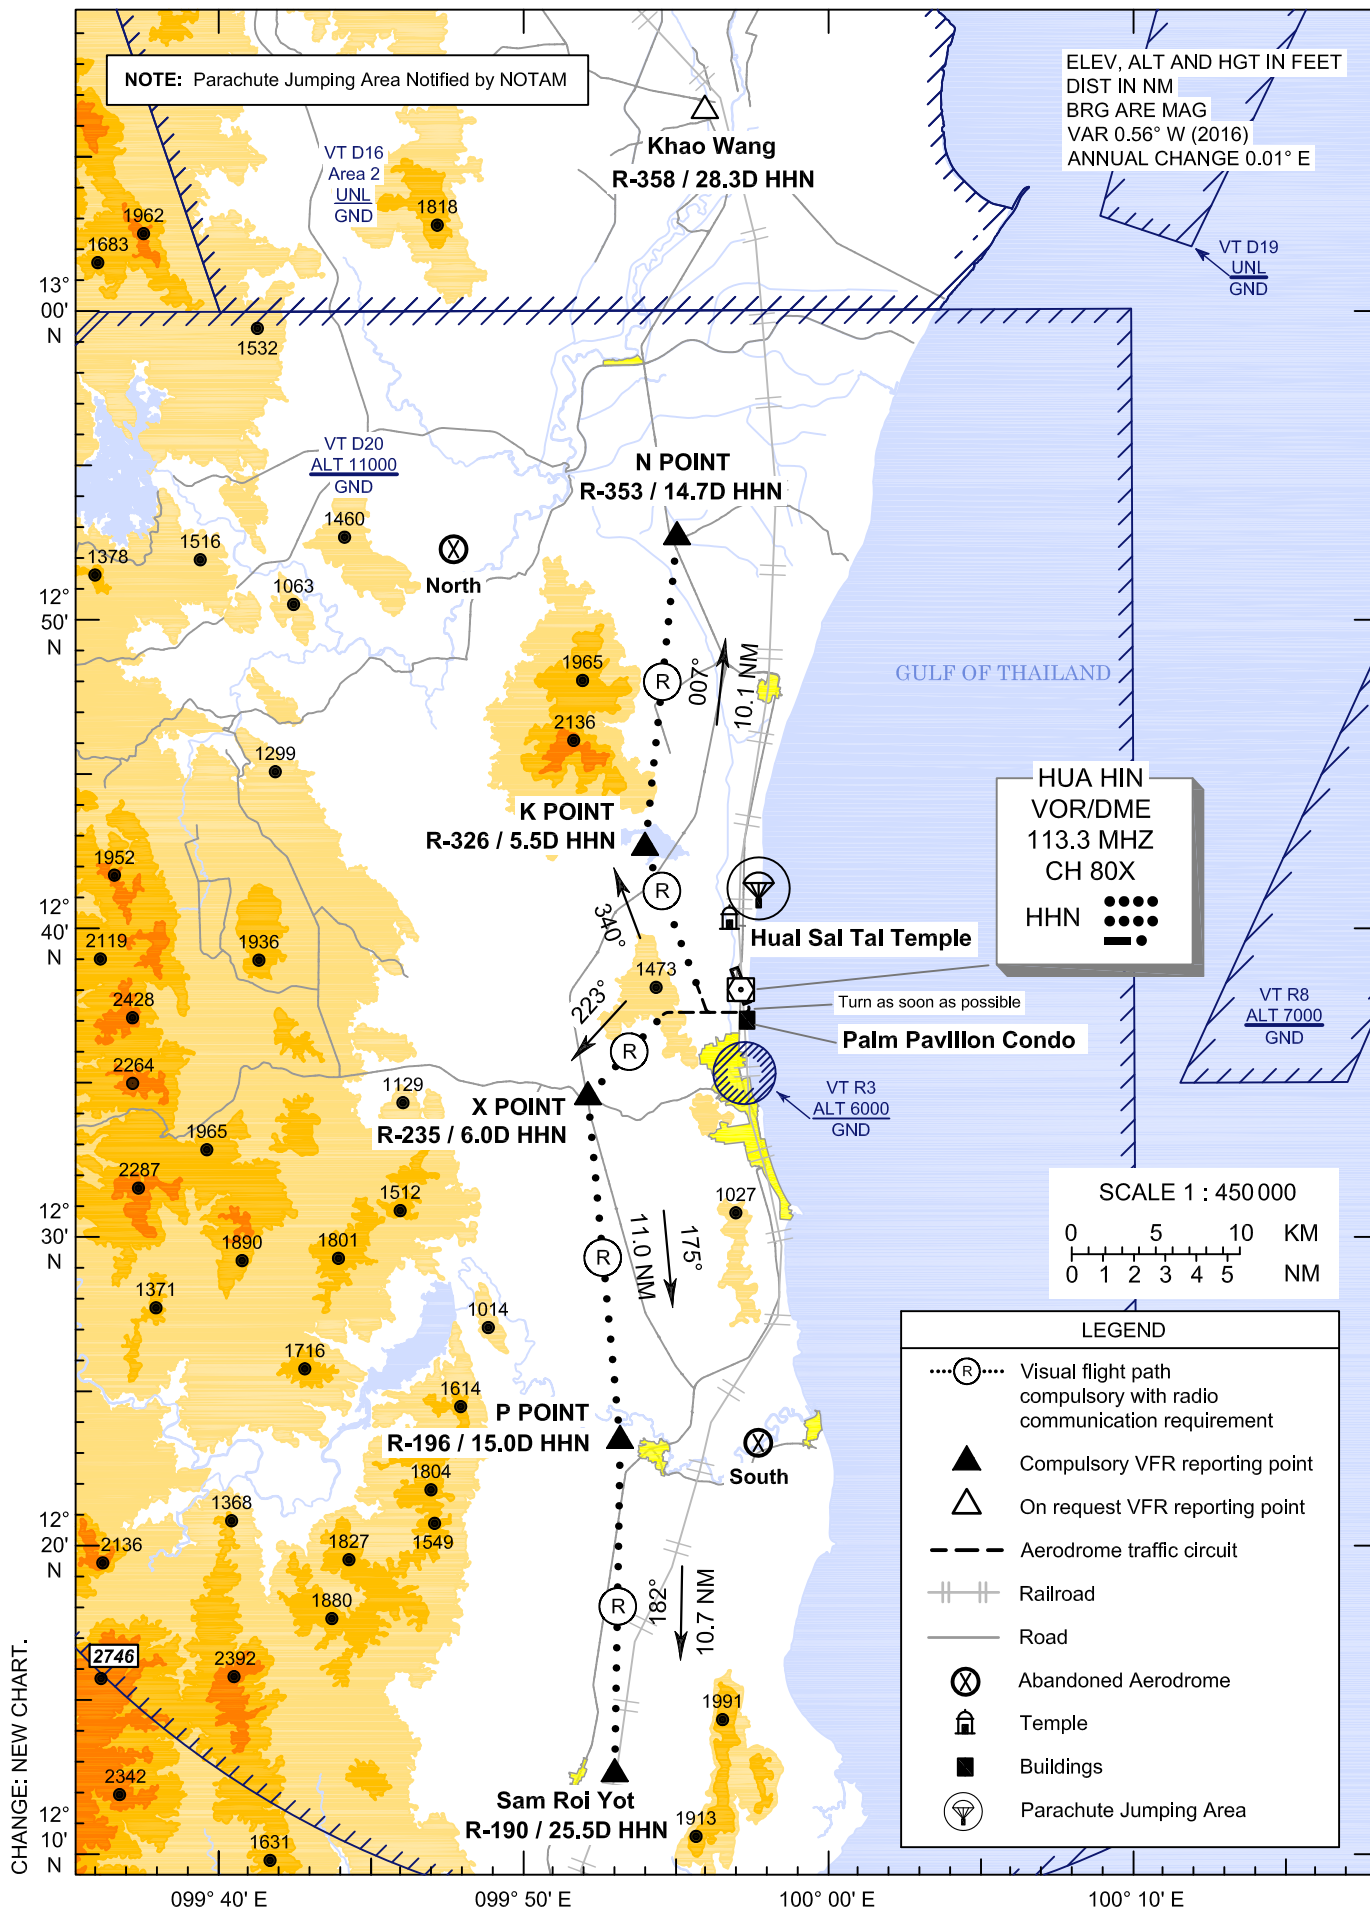 NOTE: Parachute Jumping Area Notified by NOTAM
ELEV, ALT AND HGT IN FEET
DIST IN NM
BRG ARE MAG
VAR 0.56° W (2016)
ANNUAL CHANGE 0.01° E
Khao Wang
R-358 / 28.3D HHN
VT D16
Area 2
UNL
GND
1818
1962
1683
VT D19
UNL
GND
13°
00'
N
1532
VT D20
ALT 11000
GND
N POINT
R-353 / 14.7D HHN
1460
1516
1378
1063
North
12°
50'
N
1965
2136
007°
10.1 NM
GULF OF THAILAND
1299
K POINT
R-326 / 5.5D HHN
HUA HIN
VOR/DME
113.3 MHZ
CH 80X
HHN
1952
12°
40'
N
2119
1936
340°
Hual Sal Tal Temple
1473
223°
2428
Turn as soon as possible
Palm Pavillon Condo
VT R8
ALT 7000
GND
2264
1129
VT R3
ALT 6000
GND
X POINT
R-235 / 6.0D HHN
1965
2287
1512
1027
12°
30'
N
1890
1801
11.0 NM
175°
SCALE 1 : 450 000
0 5 10 KM
0 1 2 3 4 5 NM
1371
1014
1716
1614
P POINT
R-196 / 15.0D HHN
South
1804
1549
1368
12°
20'
N
2136
1827
1880
182°
10.7 NM
2746
2392
1991
2342
Sam Roi Yot
R-190 / 25.5D HHN
1913
12°
10'
N
1631
LEGEND
R Visual flight path
compulsory with radio
communication requirement
Compulsory VFR reporting point
On request VFR reporting point
Aerodrome traffic circuit
Railroad
Road
Abandoned Aerodrome
Temple
Buildings
Parachute Jumping Area
R
R
R
R
R
CHANGE: NEW CHART.
099° 40' E
099° 50' E
100° 00' E
100° 10' E